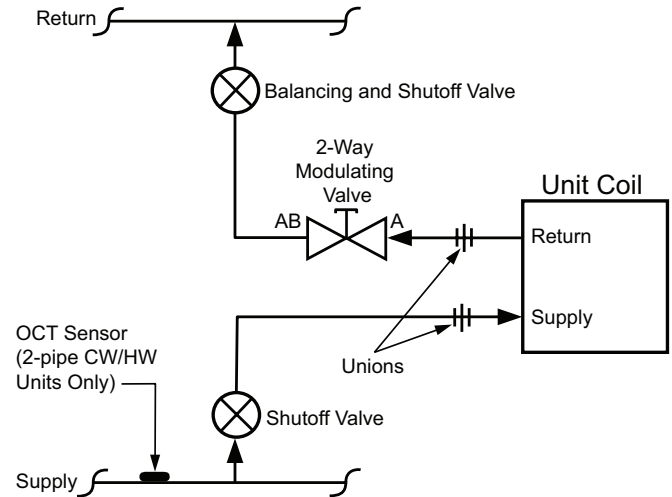 Return
Balancing and Shutoff Valve
2-Way
Modulating
Valve
Unit Coil
AB
A
Return
Supply
OCT Sensor
(2-pipe CW/HW
Units Only)
Unions
Shutoff Valve
Supply